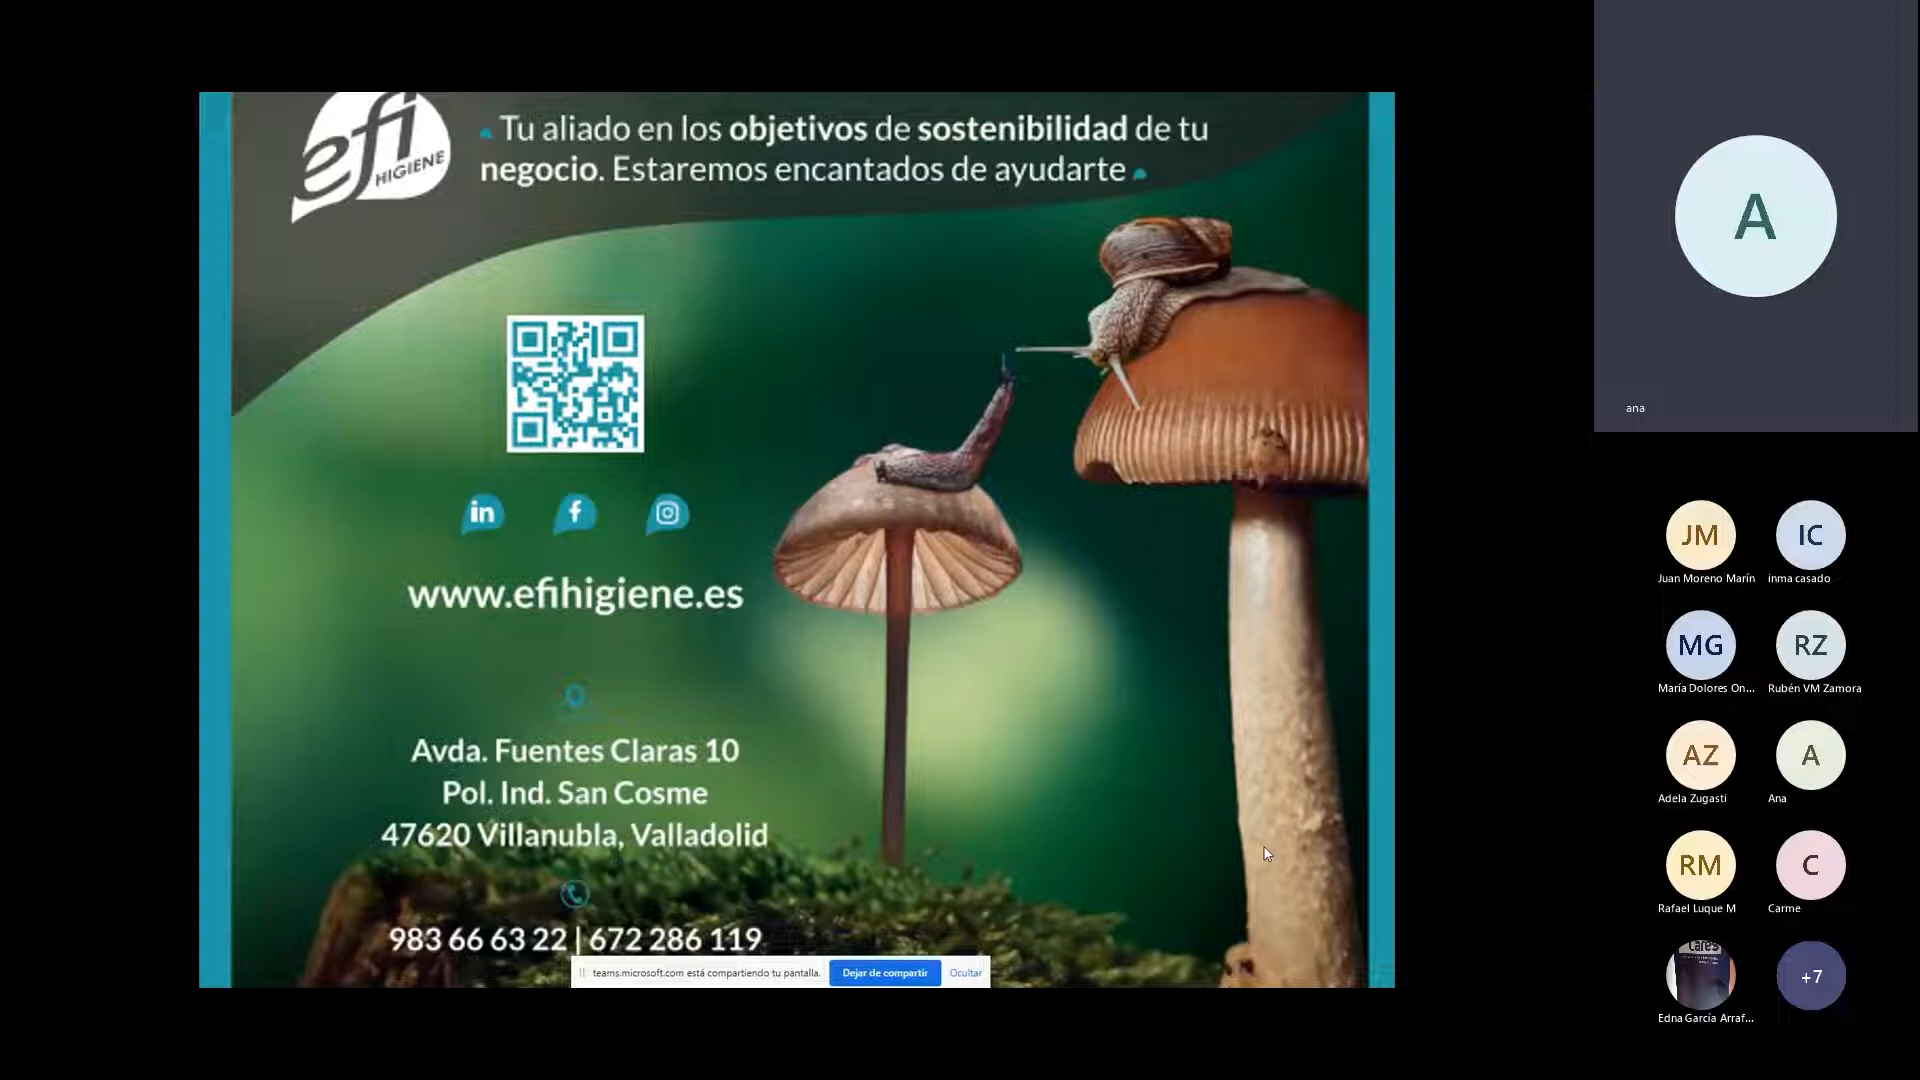 efi
HIGIENE
Tu aliado en los objetivos de sostenibilidad de tu
negocio. Estaremos encantados de ayudarte
in
f
www.efihigiene.es
Avda. Fuentes Claras 10
Pol. Ind. San Cosme
47620 Villanubla, Valladolid
983 66 63 22 | 672 286 119
teams.microsoft.com está compartiendo tu pantalla.
Dejar de compartir
Ocultar
A
ana
JM
IC
Juan Moreno Marín
inma casado
MG
RZ
María Dolores On...
Rubén VM Zamora
AZ
A
Adela Zugasti
Ana
RM
C
Rafael Luque M
Carme
Cares
+7
Edna García Arraf...